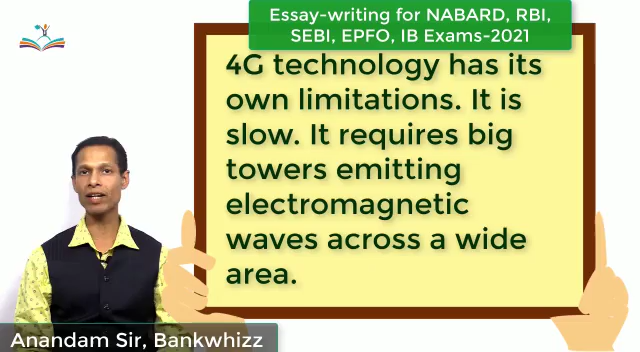 Essay-writing for NABARD, RBI,
SEBI, EPFO, IB Exams-2021
4G technology has its
own limitations. It is
slow. It requires big
towers emitting
electromagnetic
waves across a wide
area.
Anandam Sir, Bankwhizz